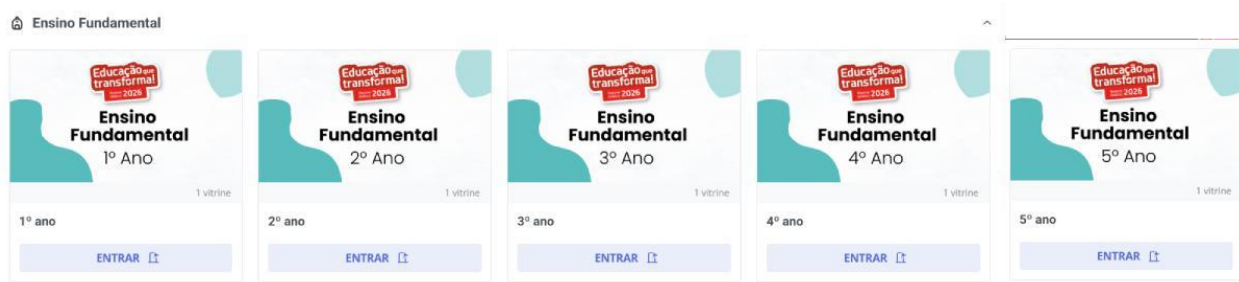 Ensino Fundamental
Educação que
transforma!
2026
Ensino
Fundamental
1º Ano
1 vitrine
1º ano
ENTRAR
Educação que
transforma!
2026
Ensino
Fundamental
2º Ano
1 vitrine
2º ano
ENTRAR
Educação que
transforma!
2026
Ensino
Fundamental
3º Ano
1 vitrine
3º ano
ENTRAR
Educação que
transforma!
2026
Ensino
Fundamental
4º Ano
1 vitrine
4º ano
ENTRAR
Educação que
transforma!
2026
Ensino
Fundamental
5º Ano
1 vitrine
5º ano
ENTRAR